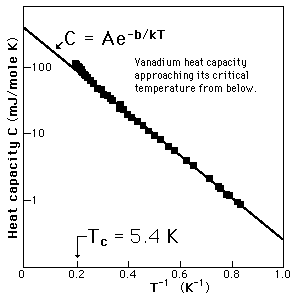 C = Ae-b/kT
Vanadium heat capacity
approaching its critical
temperature from below.
Heat capacity C (mJ/mole K)
100
10
1
Tc = 5.4 K
0 0.2 0.4 0.6 0.8 1.0
T-1 (K-1)